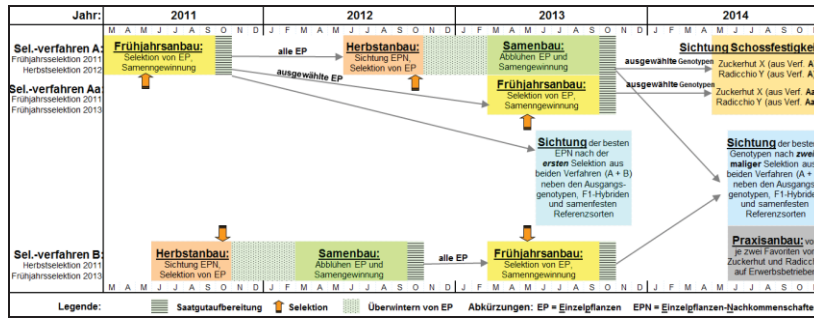 Jahr: 2011 2012 2013 2014
M A M J J A S O N D J F M A M J J A S O N D J F M A M J J A S O N D J F M A M J J A S O N
Sel.-verfahren A:
Frühjahrsselektion 2011
Herbstselektion 2012
Sel.-verfahren Aa:
Frühjahrsselektion 2011
Frühjahrsselektion 2013
Frühjahrsanbau:
Selektion von EP,
Samenngewinnung
alle EP
ausgewählte EP
Herbstanbau:
Sichtung EPN,
Selektion von EP
Samenbau:
Abblühen EP und
Samengewinnung
Frühjahrsanbau:
Selektion von EP,
Samengewinnung
ausgewählte Genotypen
ausgewählte Genotypen
Sichtung Schossfestigkei
Zuckerhut X (aus Verf. A
Radicchio Y (aus Verf. A
Zuckerhut X (aus Verf. Aa
Radicchio Y (aus Verf. Aa
Sichtung der besten
EPN nach der
ersten Selektion aus
beiden Verfahren (A + B)
neben den Ausgangs-
genotypen, F1-Hybriden
und samenfesten
Referenzsorten
Sichtung der besten
Genotypen nach zwei
maliger Selektion aus
beiden Verfahren (A +
neben den Ausgangs
genotypen, F1-Hybriden
und samenfesten
Referenzsorten
Sel.-verfahren B:
Herbstselektion 2011
Frühjahrsselektion 2013
Herbstanbau:
Sichtung EPN,
Selektion von EP
Samenbau:
Abblühen EP und
Samengewinnung
alle EP
Frühjahrsanbau:
Selektion von EP,
Samengewinnung
Praxisanbau: vo
je zwei Favoriten von
Zuckerhut und Radicch
auf Erwerbsbetriebe
M A M J J A S O N D J F M A M J J A S O N D J F M A M J J A S O N D J F M A M J J A S O N
Legende: Saatgutaufbereitung Selektion Überwintern von EP Abkürzungen: EP = Einzelpflanzen EPN = Einzelpflanzen-Nachkommenschafte